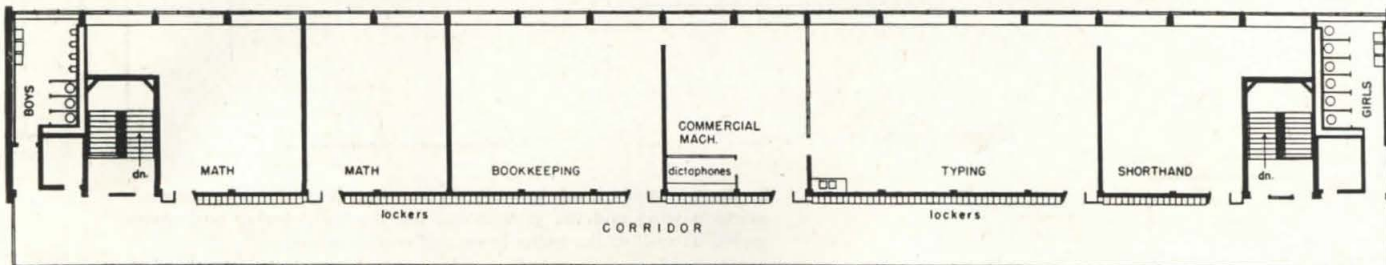 BOYS
dn.
MATH
MATH
lockers
BOOKKEEPING
COMMERCIAL
MACH.
dictophones
TYPING
lockers
SHORTHAND
dn.
GIRLS
CORRIDOR